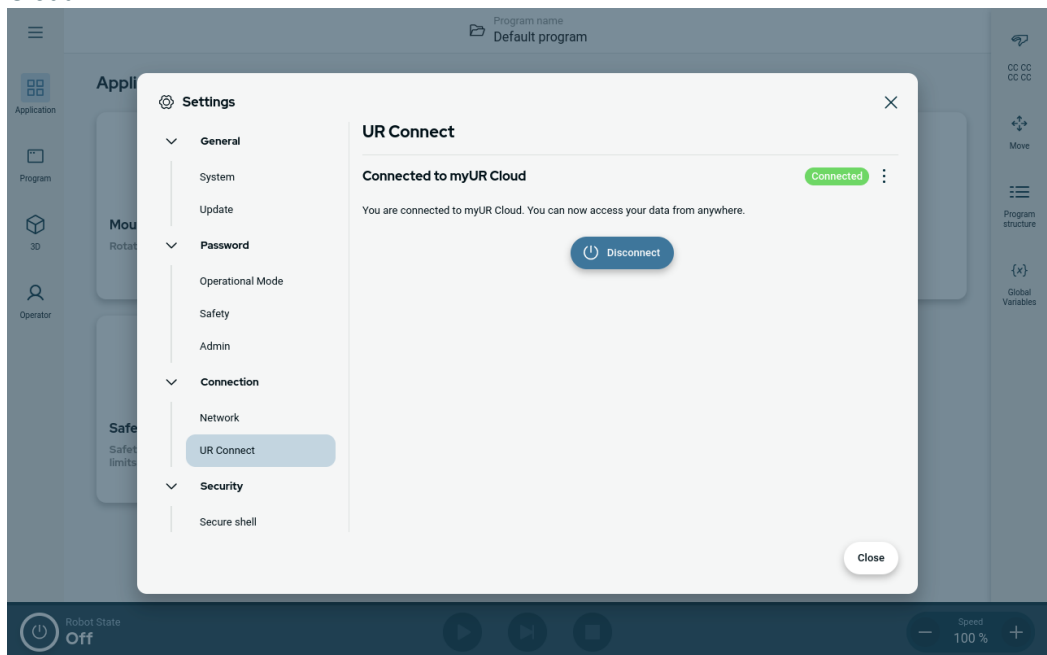 Program name
Default program
Application
Program
3D
Operator
Appli
Mou
Rotat
Safe
Safet
limits
Settings
General
System
Update
Password
Operational Mode
Safety
Admin
Connection
Network
UR Connect
Security
Secure shell
UR Connect
Connected to myUR Cloud
Connected
You are connected to myUR Cloud. You can now access your data from anywhere.
Disconnect
Close
CC CC
CC CC
Move
Program
structure
{x}
Global
Variables
Robot State
Off
Speed
100 %